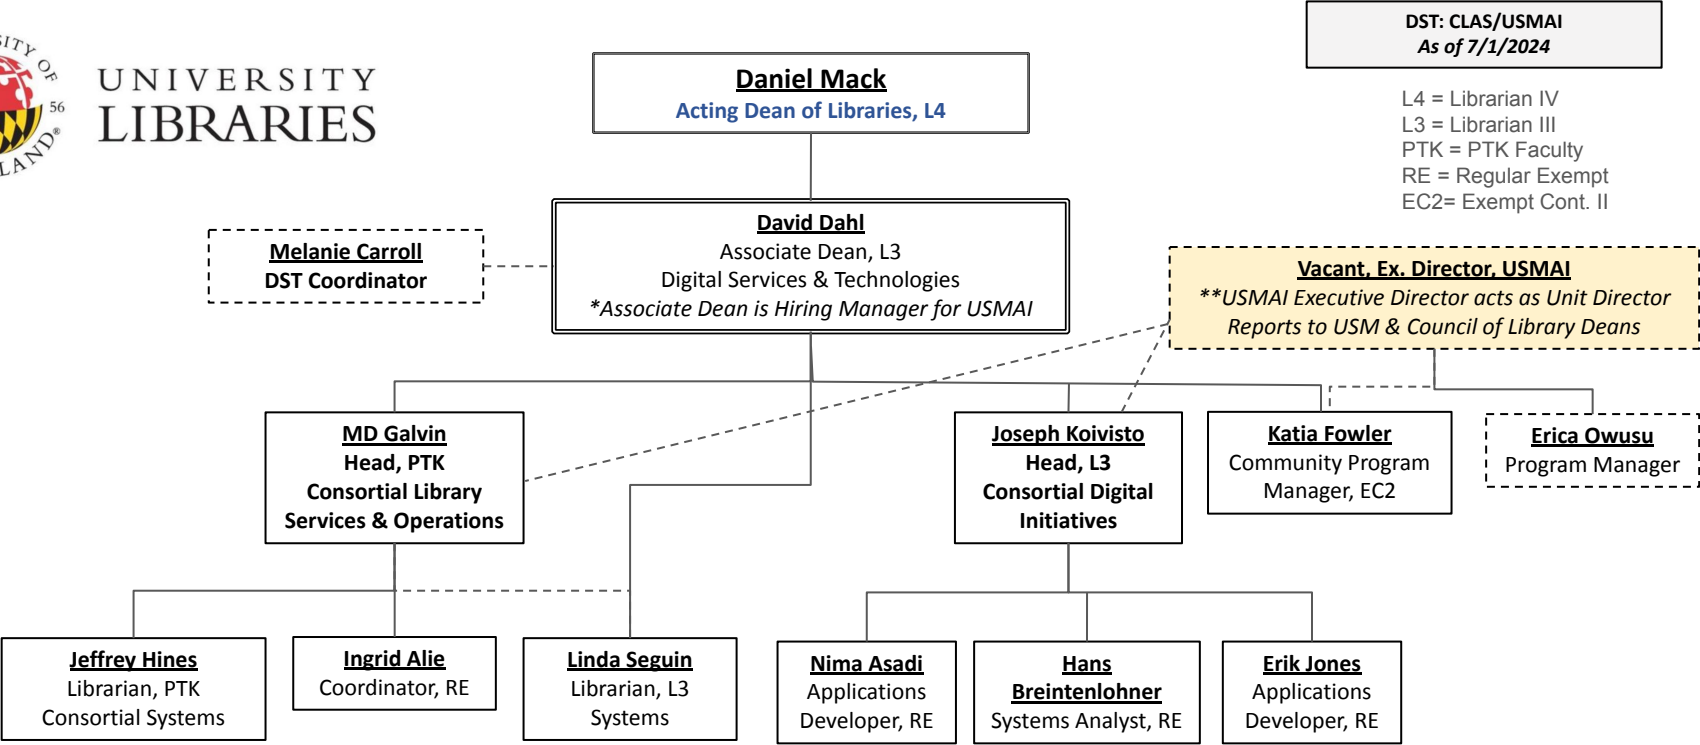 DST: CLAS/USMAI
As of 7/1/2024
56
UNIVERSITY
LIBRARIES
Daniel Mack
Acting Dean of Libraries, L4
L4 = Librarian IV
L3 = Librarian III
PTK = PTK Faculty
RE = Regular Exempt
EC2= Exempt Cont. II
David Dahl
Associate Dean, L3
Digital Services & Technologies
*Associate Dean is Hiring Manager for USMAI
Melanie Carroll
DST Coordinator
Vacant, Ex. Director, USMAI
**USMAI Executive Director acts as Unit Director
Reports to USM & Council of Library Deans
MD Galvin
Head, PTK
Consortial Library
Services & Operations
Joseph Koivisto
Head, L3
Consortial Digital
Initiatives
Katia Fowler
Community Program
Manager, EC2
Erica Owusu
Program Manager
Jeffrey Hines
Librarian, PTK
Consortial Systems
Ingrid Alie
Coordinator, RE
Linda Seguin
Librarian, L3
Systems
Nima Asadi
Applications
Developer, RE
Hans
Breintenlohner
Systems Analyst, RE
Erik Jones
Applications
Developer, RE